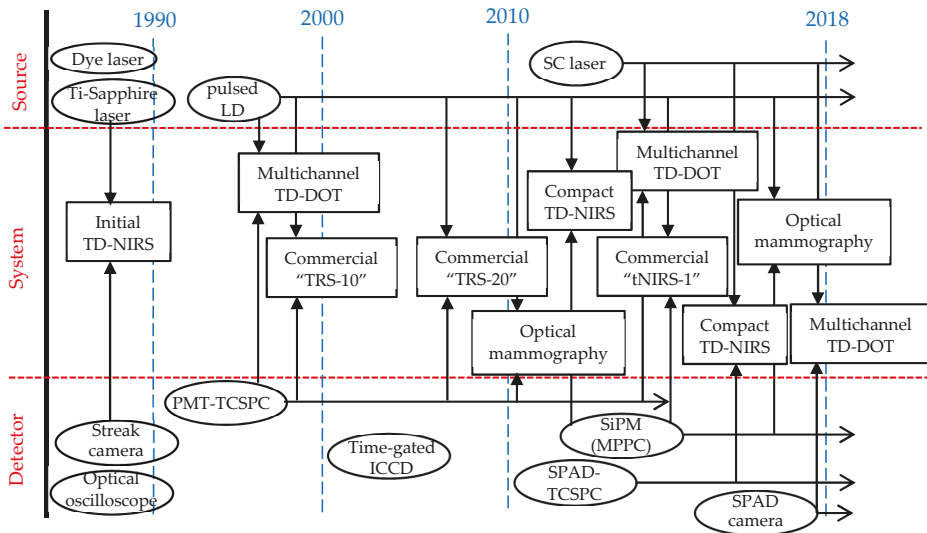 1990
2000
2010
2018
Source
Dye laser
Ti-Sapphire
laser
pulsed
LD
SC laser
System
Initial
TD-NIRS
Multichannel
TD-DOT
Commercial
“TRS-10”
Commercial
“TRS-20”
Optical
mammography
Compact
TD-NIRS
Multichannel
TD-DOT
Commercial
“tNIRS-1”
Compact
TD-NIRS
Optical
mammography
Multichannel
TD-DOT
Detector
PMT-TCSPC
Streak
camera
Optical
oscilloscope
Time-gated
ICCD
SiPM
(MPPC)
SPAD-
TCSPC
SPAD
camera